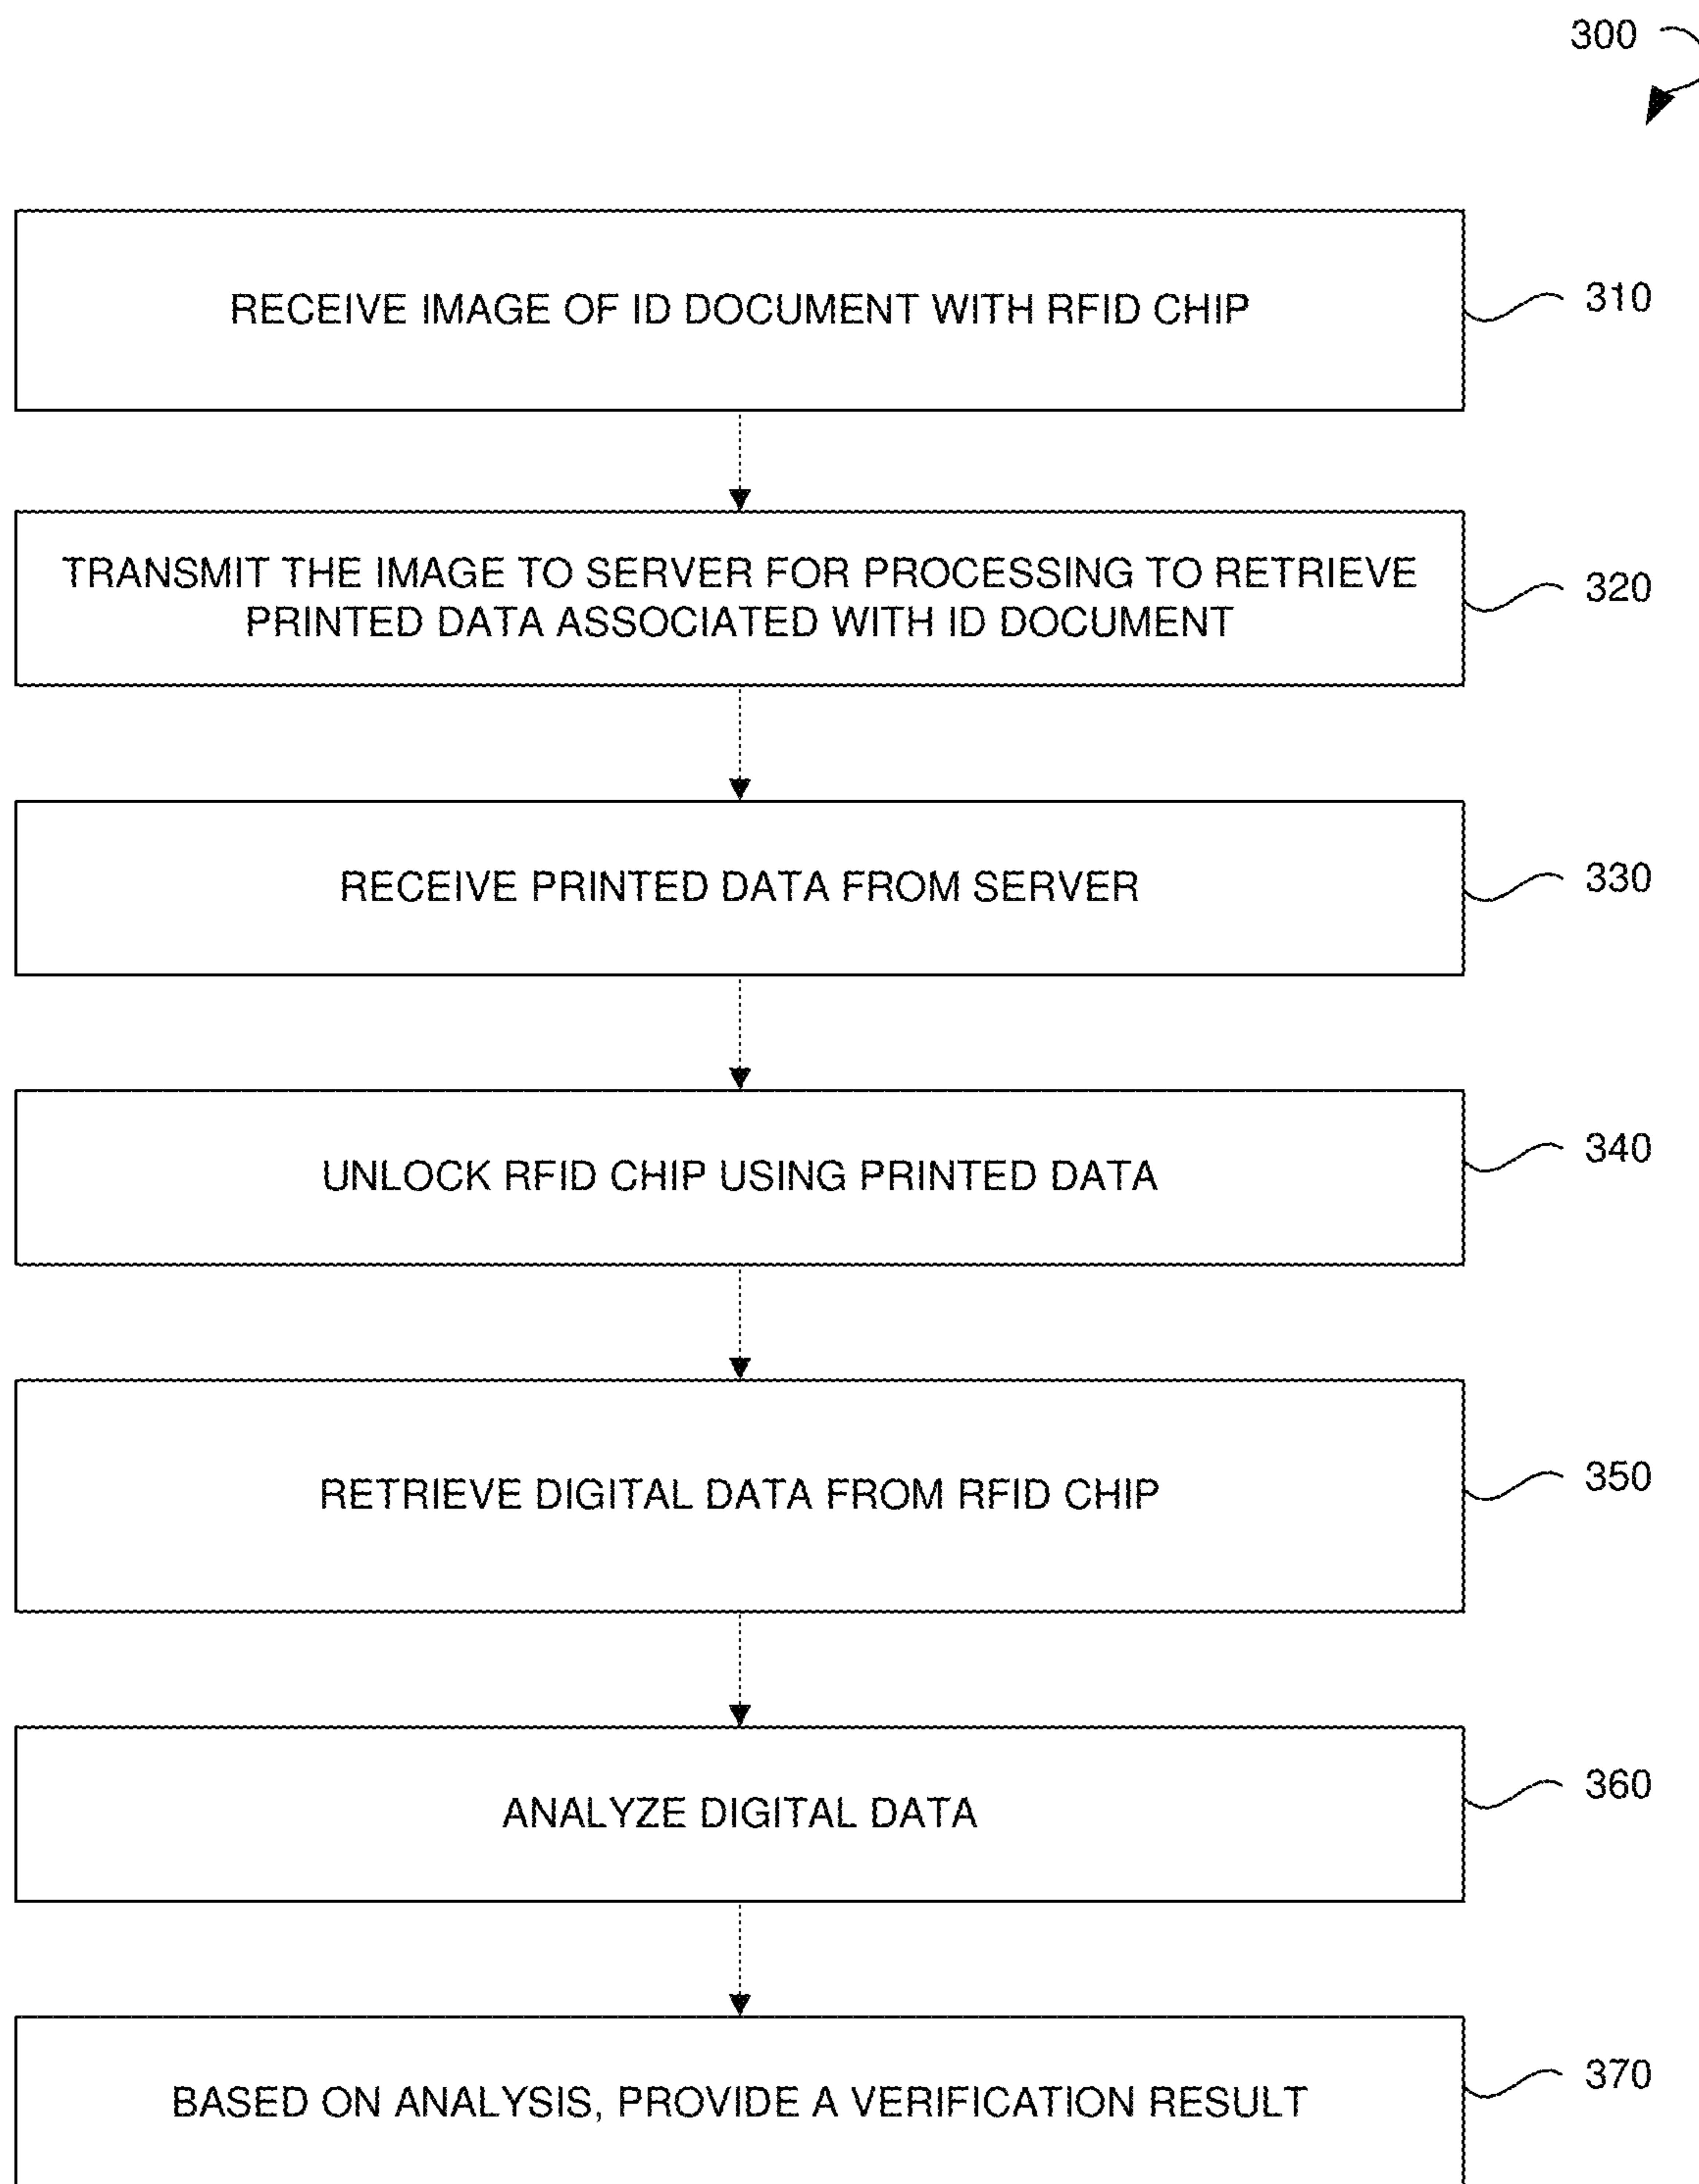 300
RECEIVE IMAGE OF ID DOCUMENT WITH RFID CHIP
310
TRANSMIT THE IMAGE TO SERVER FOR PROCESSING TO RETRIEVE
PRINTED DATA ASSOCIATED WITH ID DOCUMENT
320
RECEIVE PRINTED DATA FROM SERVER
330
UNLOCK RFID CHIP USING PRINTED DATA
340
RETRIEVE DIGITAL DATA FROM RFID CHIP
350
ANALYZE DIGITAL DATA
360
BASED ON ANALYSIS, PROVIDE A VERIFICATION RESULT
370